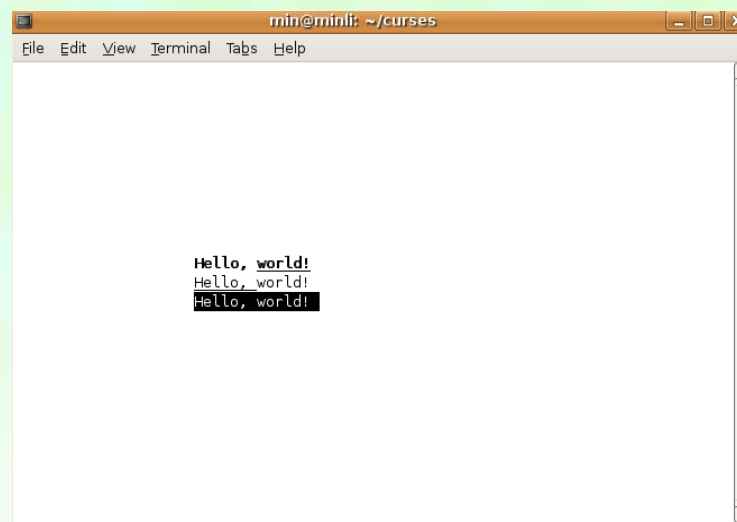 min@minli: ~/curses
File Edit View Terminal Tabs Help
Hello, world!
Hello, world!
Hello, world!